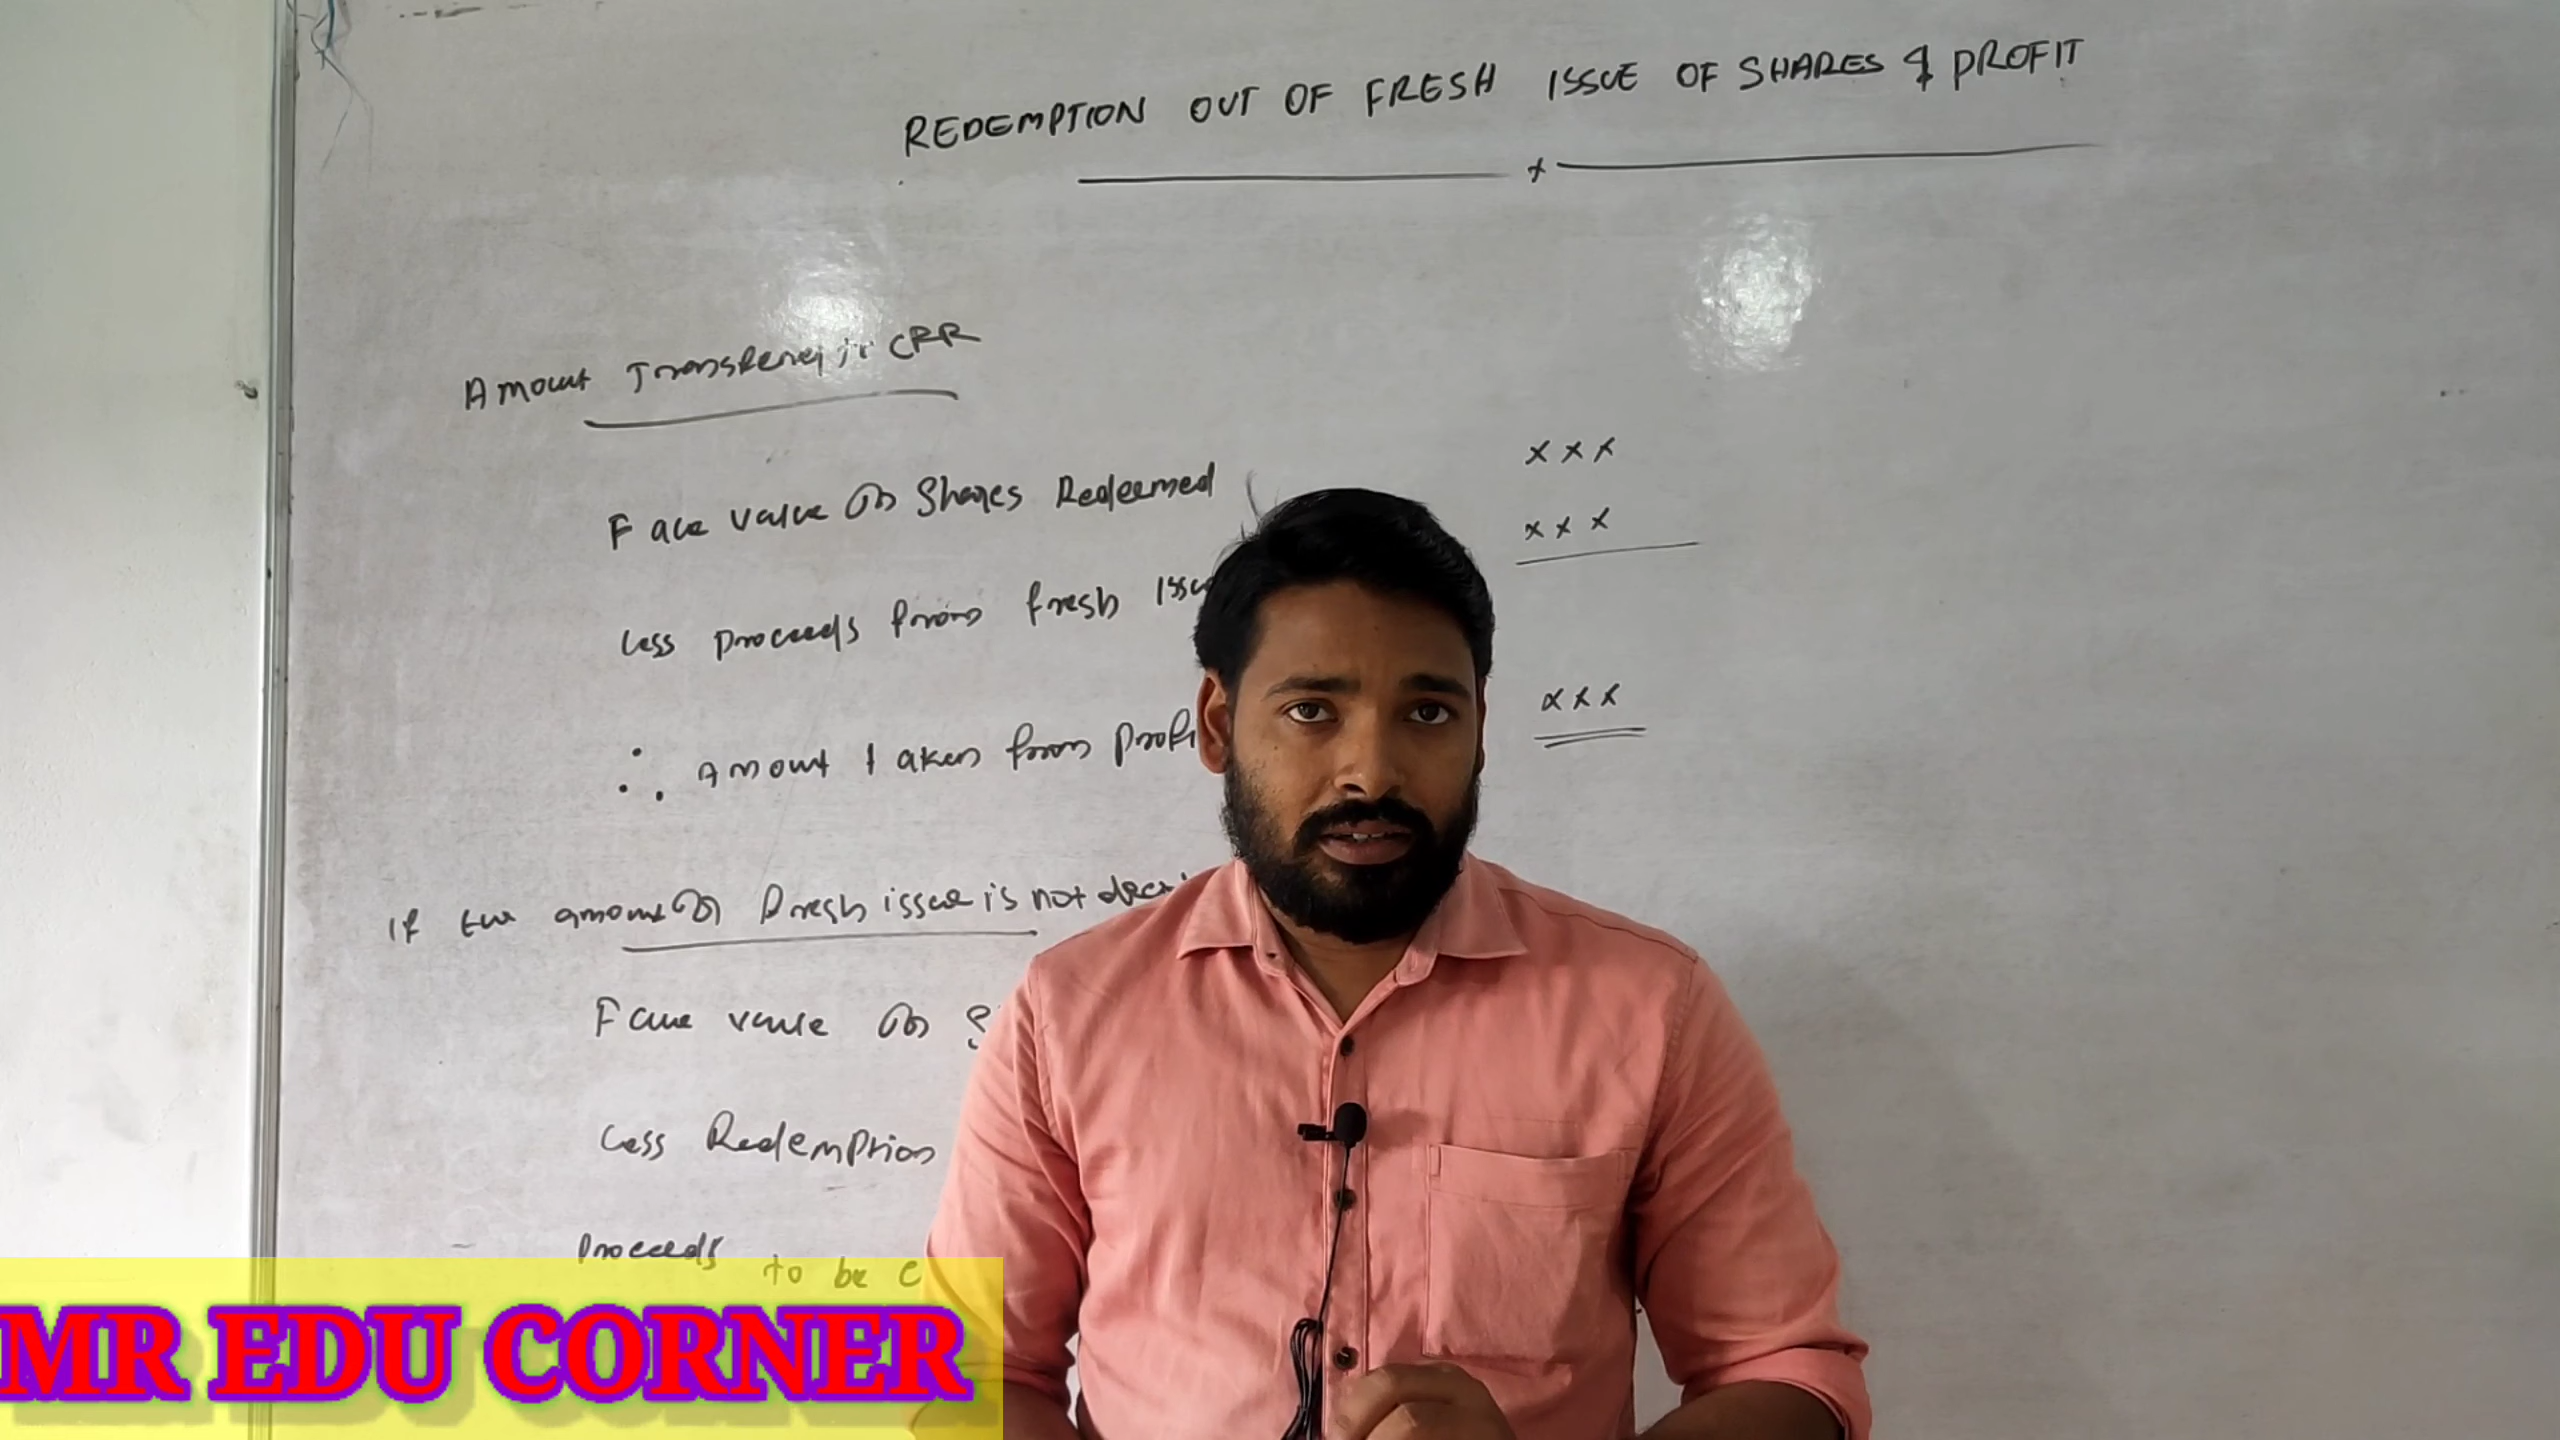 REDEMPTION OUT OF FRESH ISSUE OF SHARES & PROFIT
Amount Transferred to CRR
Face value of Shares Redeemed xxx
Less Proceeds from fresh Issue xxx
∴ Amount taken from Profi xxx
If the amount of fresh issue is not
Face value of S
Less Redemption
Proceeds to be
MR EDU CORNER